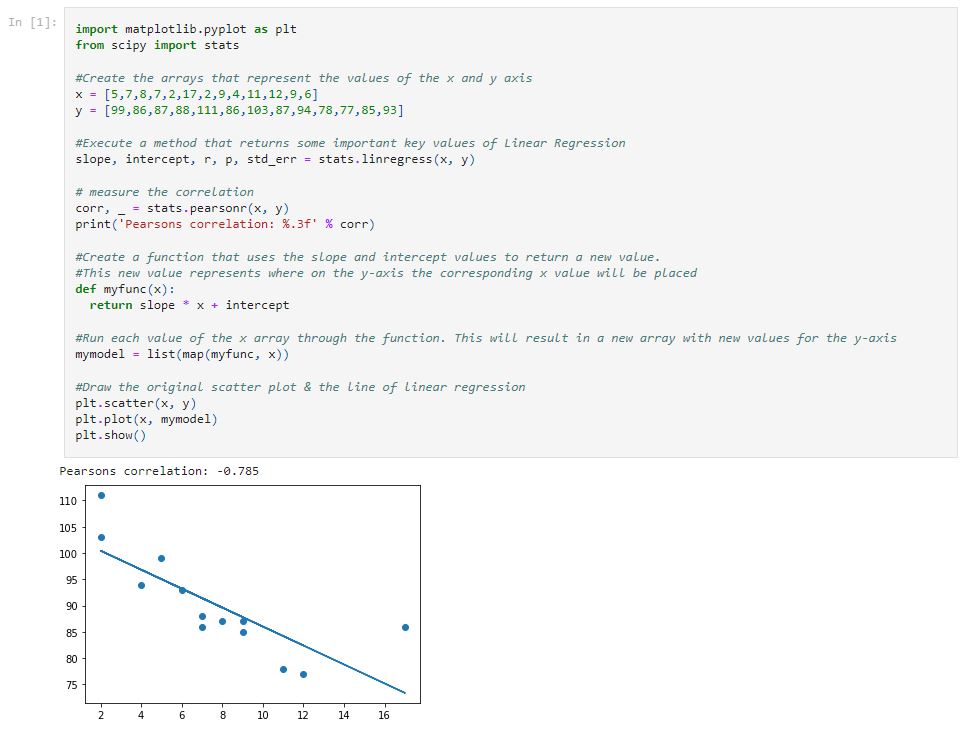 In [1]:
import matplotlib.pyplot as plt
from scipy import stats
#Create the arrays that represent the values of the x and y axis
x = [5,7,8,7,2,17,2,9,4,11,12,9,6]
y = [99,86,87,88,111,86,103,87,94,78,77,85,93]
#Execute a method that returns some important key values of Linear Regression
slope, intercept, r, p, std_err = stats.linregress(x, y)
# measure the correlation
corr, _ = stats.pearsonr(x, y)
print('Pearsons correlation: %.3f' % corr)
#Create a function that uses the slope and intercept values to return a new value.
#This new value represents where on the y-axis the corresponding x value will be placed
def myfunc(x):
  return slope * x + intercept
#Run each value of the x array through the function. This will result in a new array with new values for the y-axis
mymodel = list(map(myfunc, x))
#Draw the original scatter plot & the line of linear regression
plt.scatter(x, y)
plt.plot(x, mymodel)
plt.show()
Pearsons correlation: -0.785
110
105
100
95
90
85
80
75
2 4 6 8 10 12 14 16